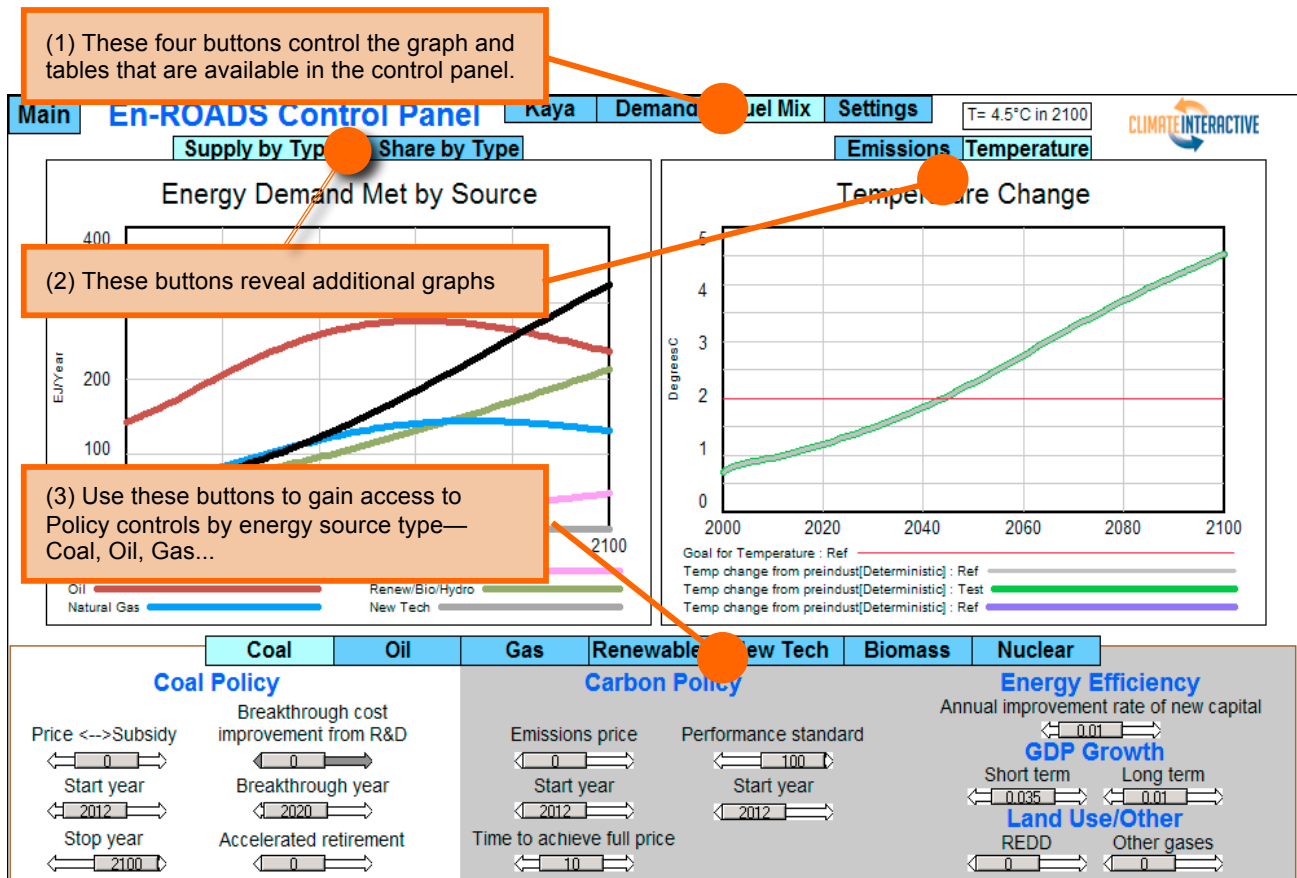 (1) These four buttons control the graph and
tables that are available in the control panel.
Main
En-ROADS Control Panel
Kaya
Demand
uel Mix
Settings
T= 4.5°C in 2100
CLIMATE INTERACTIVE
Supply by Typ
Share by Type
Emissions
Temperature
Energy Demand Met by Source
400
(2) These buttons reveal additional graphs
EJ/Year
200
100
(3) Use these buttons to gain access to
Policy controls by energy source type—
Coal, Oil, Gas...
2100
Oil
Renew/Bio/Hydro
Natural Gas
New Tech
Temperature Change
5
4
3
2
1
0
DegreesC
2000 2020 2040 2060 2080 2100
Goal for Temperature : Ref
Temp change from preindust[Deterministic] : Ref
Temp change from preindust[Deterministic] : Test
Temp change from preindust[Deterministic] : Ref
Coal
Oil
Gas
Renewable
ew Tech
Biomass
Nuclear
Coal Policy
Price <-->Subsidy
0
Start year
2012
Stop year
2100
Breakthrough cost
improvement from R&D
0
Breakthrough year
2020
Accelerated retirement
0
Carbon Policy
Emissions price
0
Start year
2012
Time to achieve full price
10
Performance standard
100
Start year
2012
Energy Efficiency
Annual improvement rate of new capital
0.01
GDP Growth
Short term
0.035
Long term
0.01
Land Use/Other
REDD
0
Other gases
0